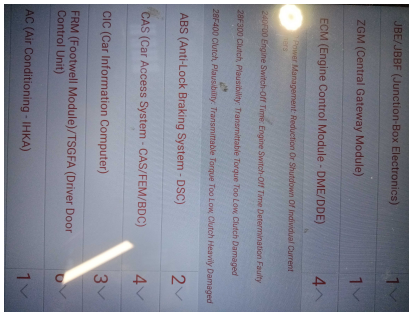 JBE/JBBF (Junction-Box Electronics) 1
ZGM (Central Gateway Module) 1
ECM (Engine Control Module - DME/DDE) 4
Power Management: Reduction Or Shutdown Of Individual Current
Engine Switch-Off Time: Engine Switch-Off Time Determination Faulty
28F300 Clutch, Plausibility: Transmittable Torque Too Low, Clutch Damaged
28F400 Clutch, Plausibility: Transmittable Torque Too Low, Clutch Heavily Damaged
ABS (Anti-Lock Braking System - DSC) 2
CAS (Car Access System - CAS/FEM/BDC) 4
CIC (Car Information Computer) 3
FRM (Footwell Module)/TSGFA (Driver Door
Control Unit)
AC (Air Conditioning - IHKA) 1